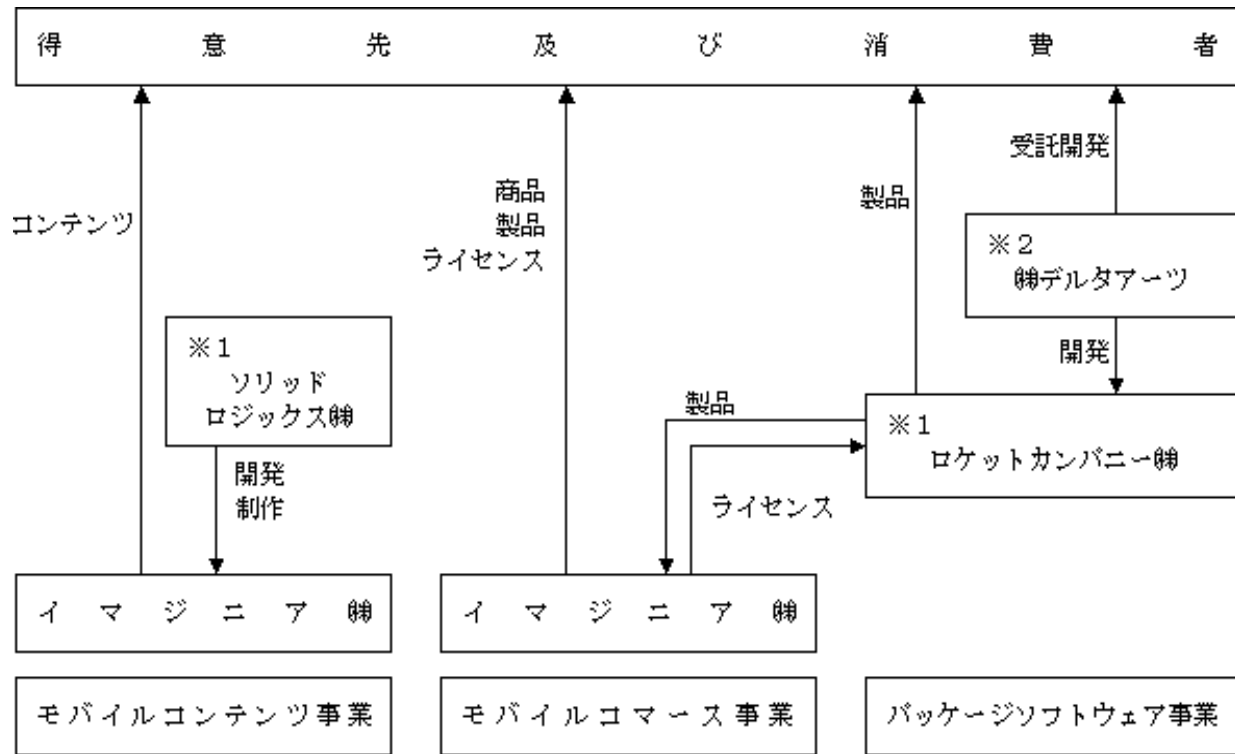 得意先及び消費者
受託開発
商品
製品
ライセンス
製品
コンテンツ
※2
㈱デルタアーツ
※1
ソリッド
ロジックス㈱
開発
製品
※1
ロケットカンパニー㈱
開発
制作
ライセンス
イマジニア㈱
イマジニア㈱
モバイルコンテンツ事業
モバイルコマース事業
パッケージソフトウェア事業